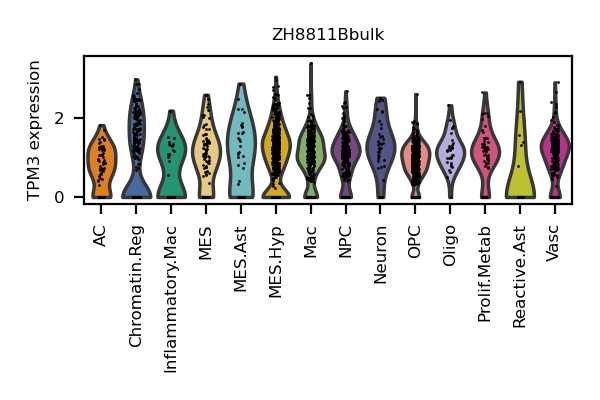 ZH8811Bbulk
TPM3 expression
2
0
AC
Chromatin.Reg
Inflammatory.Mac
MES
MES.Ast
MES.Hyp
Mac
NPC
Neuron
OPC
Oligo
Prolif.Metab
Reactive.Ast
Vasc